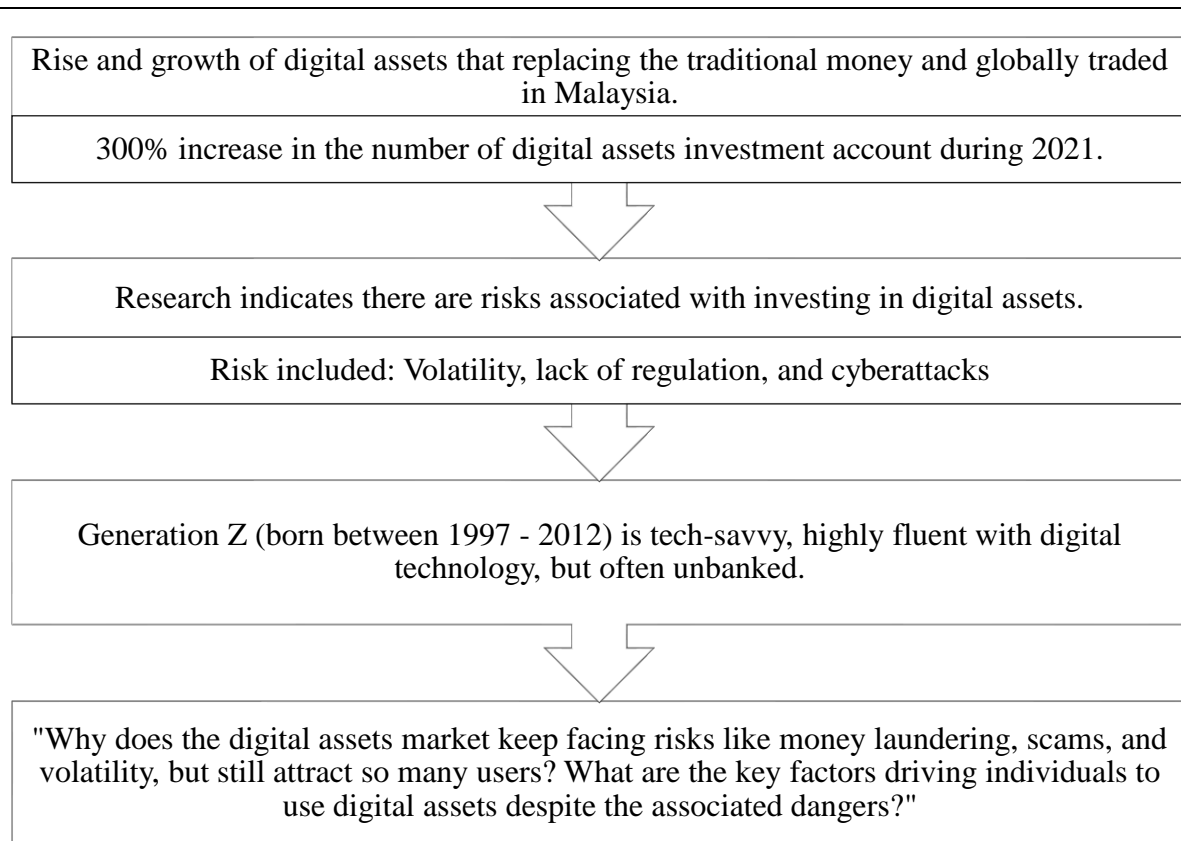 Rise and growth of digital assets that replacing the traditional money and globally traded
in Malaysia.
300% increase in the number of digital assets investment account during 2021.
Research indicates there are risks associated with investing in digital assets.
Risk included: Volatility, lack of regulation, and cyberattacks
Generation Z (born between 1997 - 2012) is tech-savvy, highly fluent with digital
technology, but often unbanked.
"Why does the digital assets market keep facing risks like money laundering, scams, and
volatility, but still attract so many users? What are the key factors driving individuals to
use digital assets despite the associated dangers?"